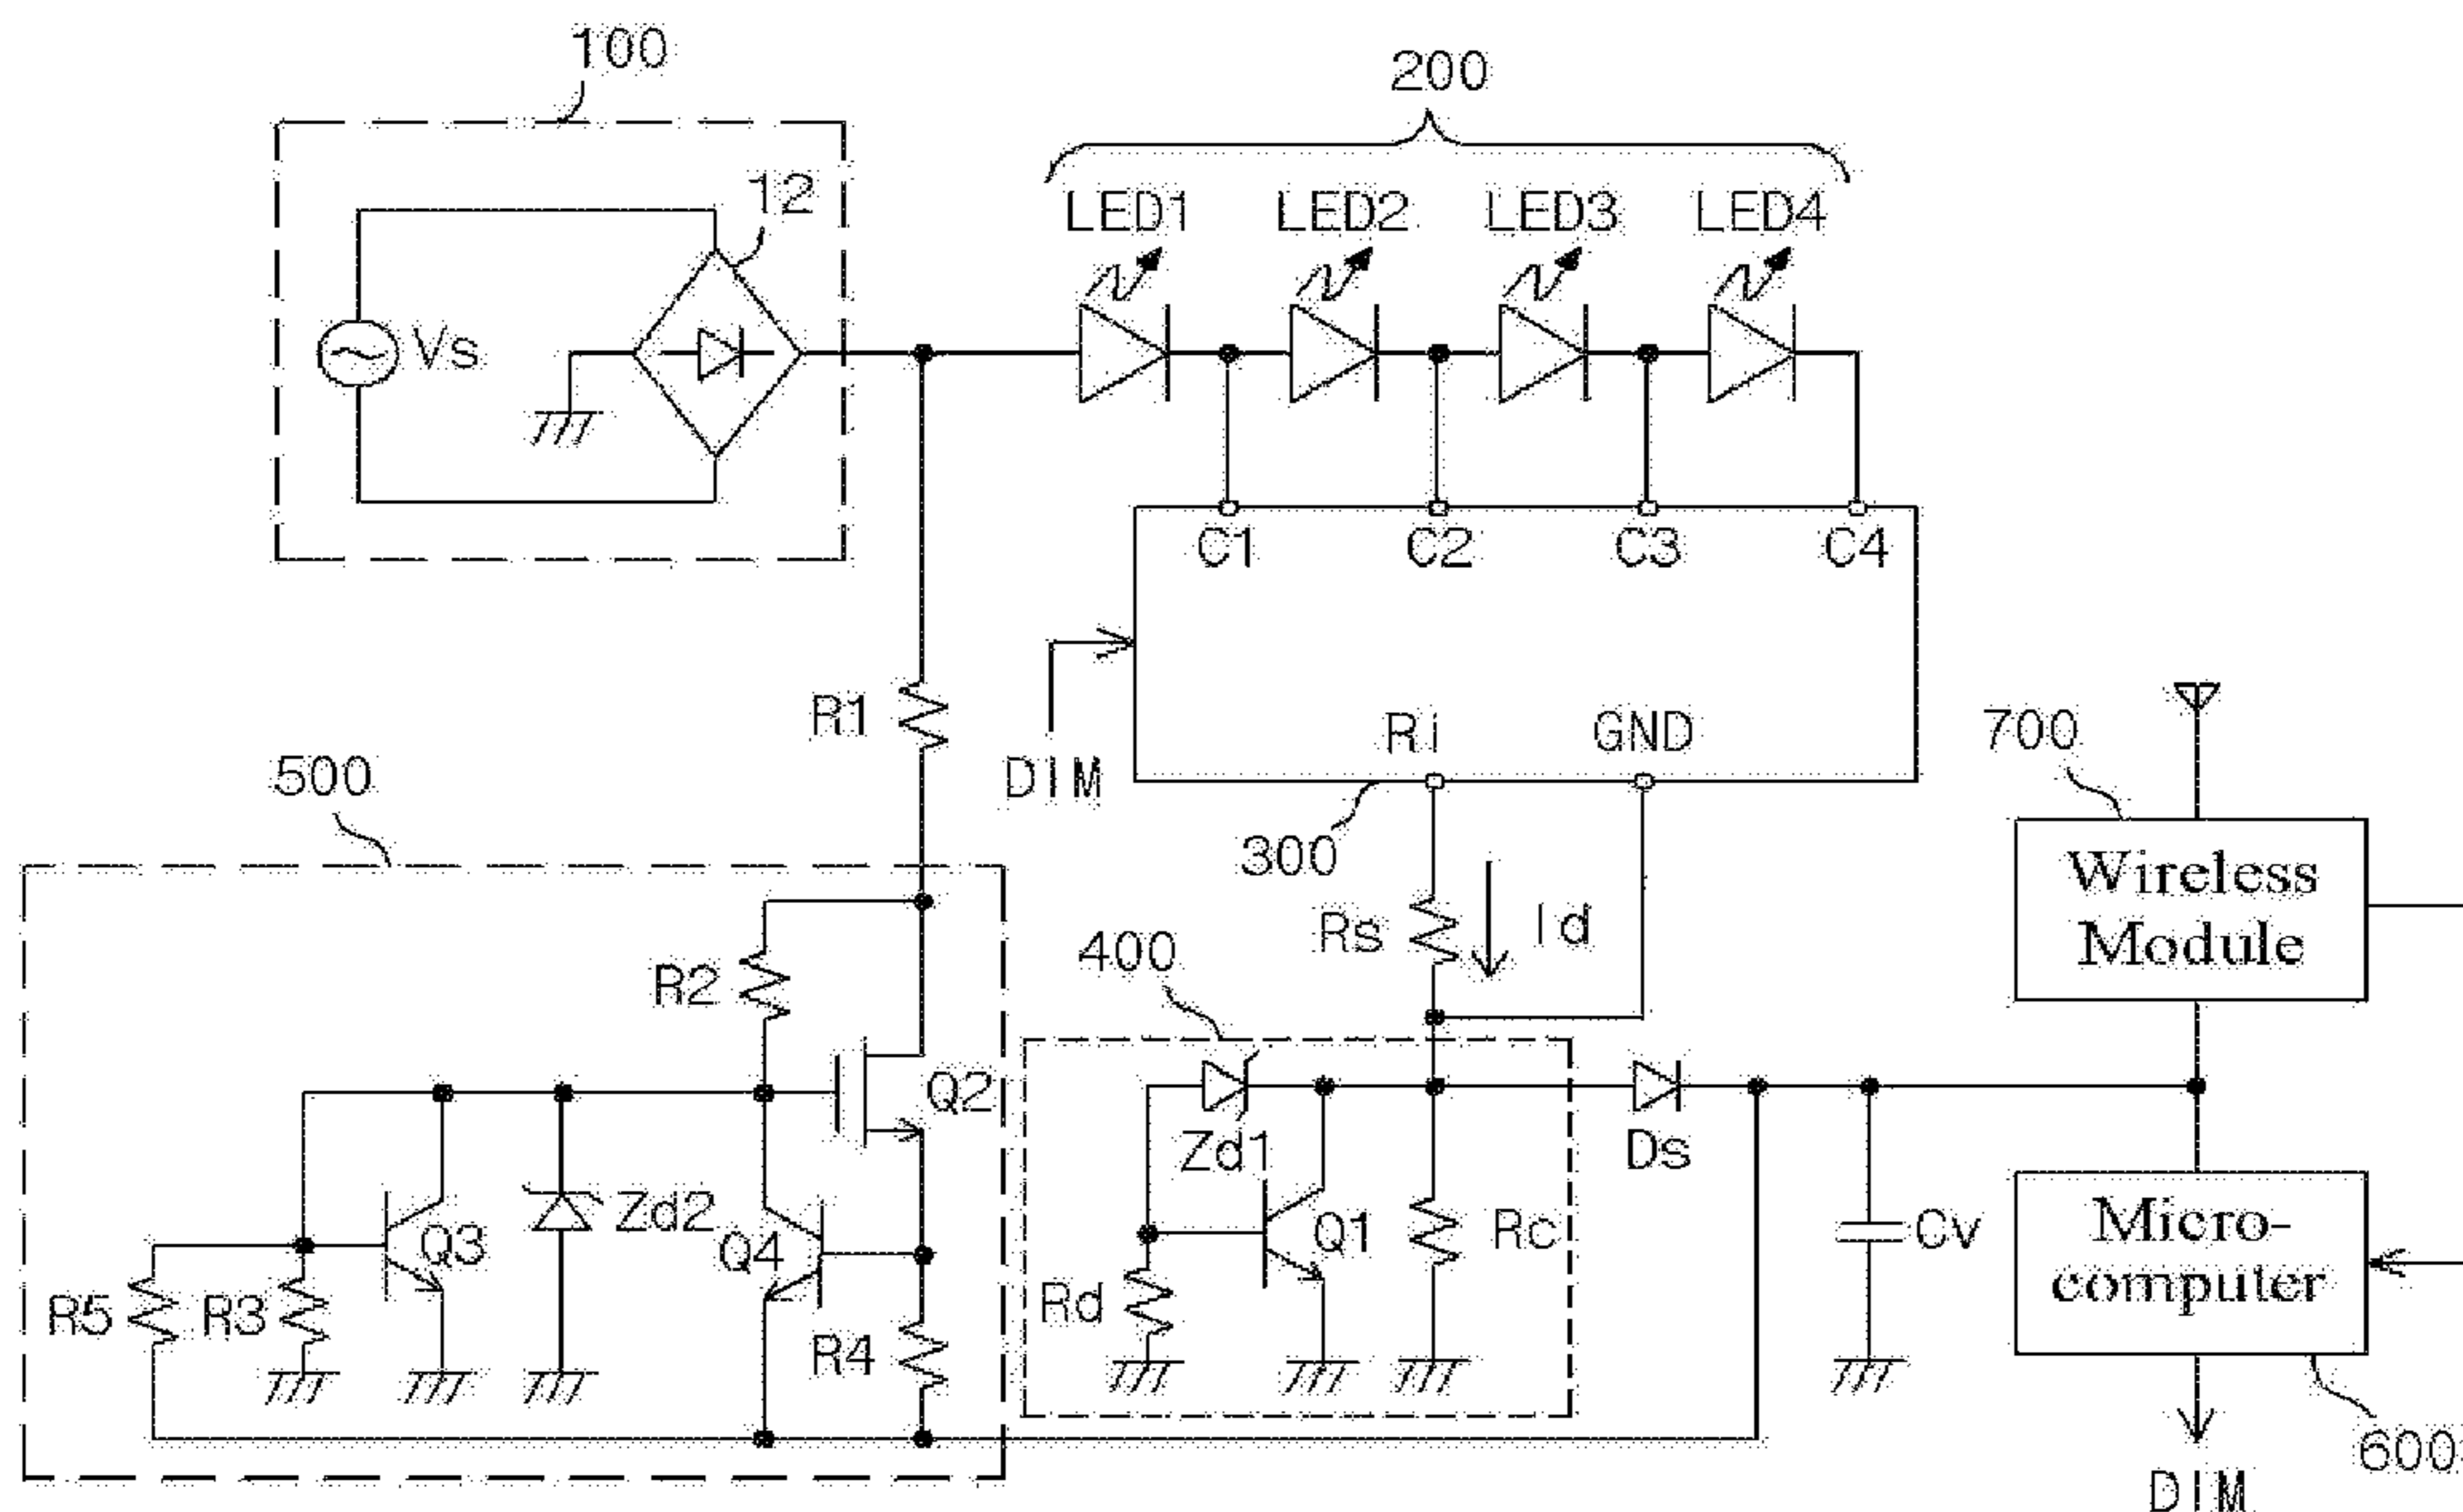 100
200
12
LED1 LED2 LED3 LED4
Vs
C1 C2 C3 C4
R1
Ri GND
DIM
700
500
300
Wireless
Module
Rs Id
400
R2
Q2
Zd1 Ds
Zd2
Q3 Q4 Q1 Rc Cv
Micro-
computer
R5 R3 R4 Rd
600
DIM